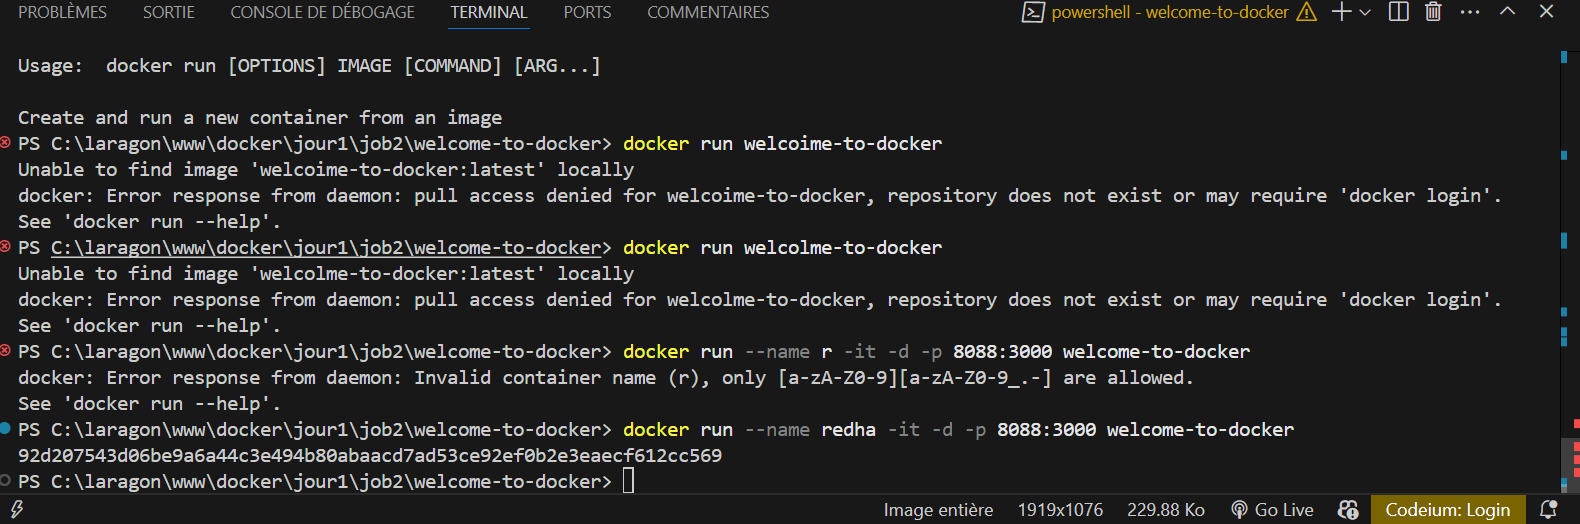 PROBLÈMES SORTIE CONSOLE DE DÉBOGAGE TERMINAL PORTS COMMENTAIRES powershell - welcome-to-docker
Usage:  docker run [OPTIONS] IMAGE [COMMAND] [ARG...]
Create and run a new container from an image
PS C:\laragon\www\docker\jour1\job2\welcome-to-docker> docker run welcoime-to-docker
Unable to find image 'welcoime-to-docker:latest' locally
docker: Error response from daemon: pull access denied for welcoime-to-docker, repository does not exist or may require 'docker login'.
See 'docker run --help'.
PS C:\laragon\www\docker\jour1\job2\welcome-to-docker> docker run welcolme-to-docker
Unable to find image 'welcolme-to-docker:latest' locally
docker: Error response from daemon: pull access denied for welcolme-to-docker, repository does not exist or may require 'docker login'.
See 'docker run --help'.
PS C:\laragon\www\docker\jour1\job2\welcome-to-docker> docker run --name r -it -d -p 8088:3000 welcome-to-docker
docker: Error response from daemon: Invalid container name (r), only [a-zA-Z0-9][a-zA-Z0-9_.-] are allowed.
See 'docker run --help'.
PS C:\laragon\www\docker\jour1\job2\welcome-to-docker> docker run --name redha -it -d -p 8088:3000 welcome-to-docker
92d207543d06be9a6a44c3e494b80abaacd7ad53ce92ef0b2e3eaecf612cc569
PS C:\laragon\www\docker\jour1\job2\welcome-to-docker>
Image entière 1919x1076 229.88 Ko Go Live Codeium: Login